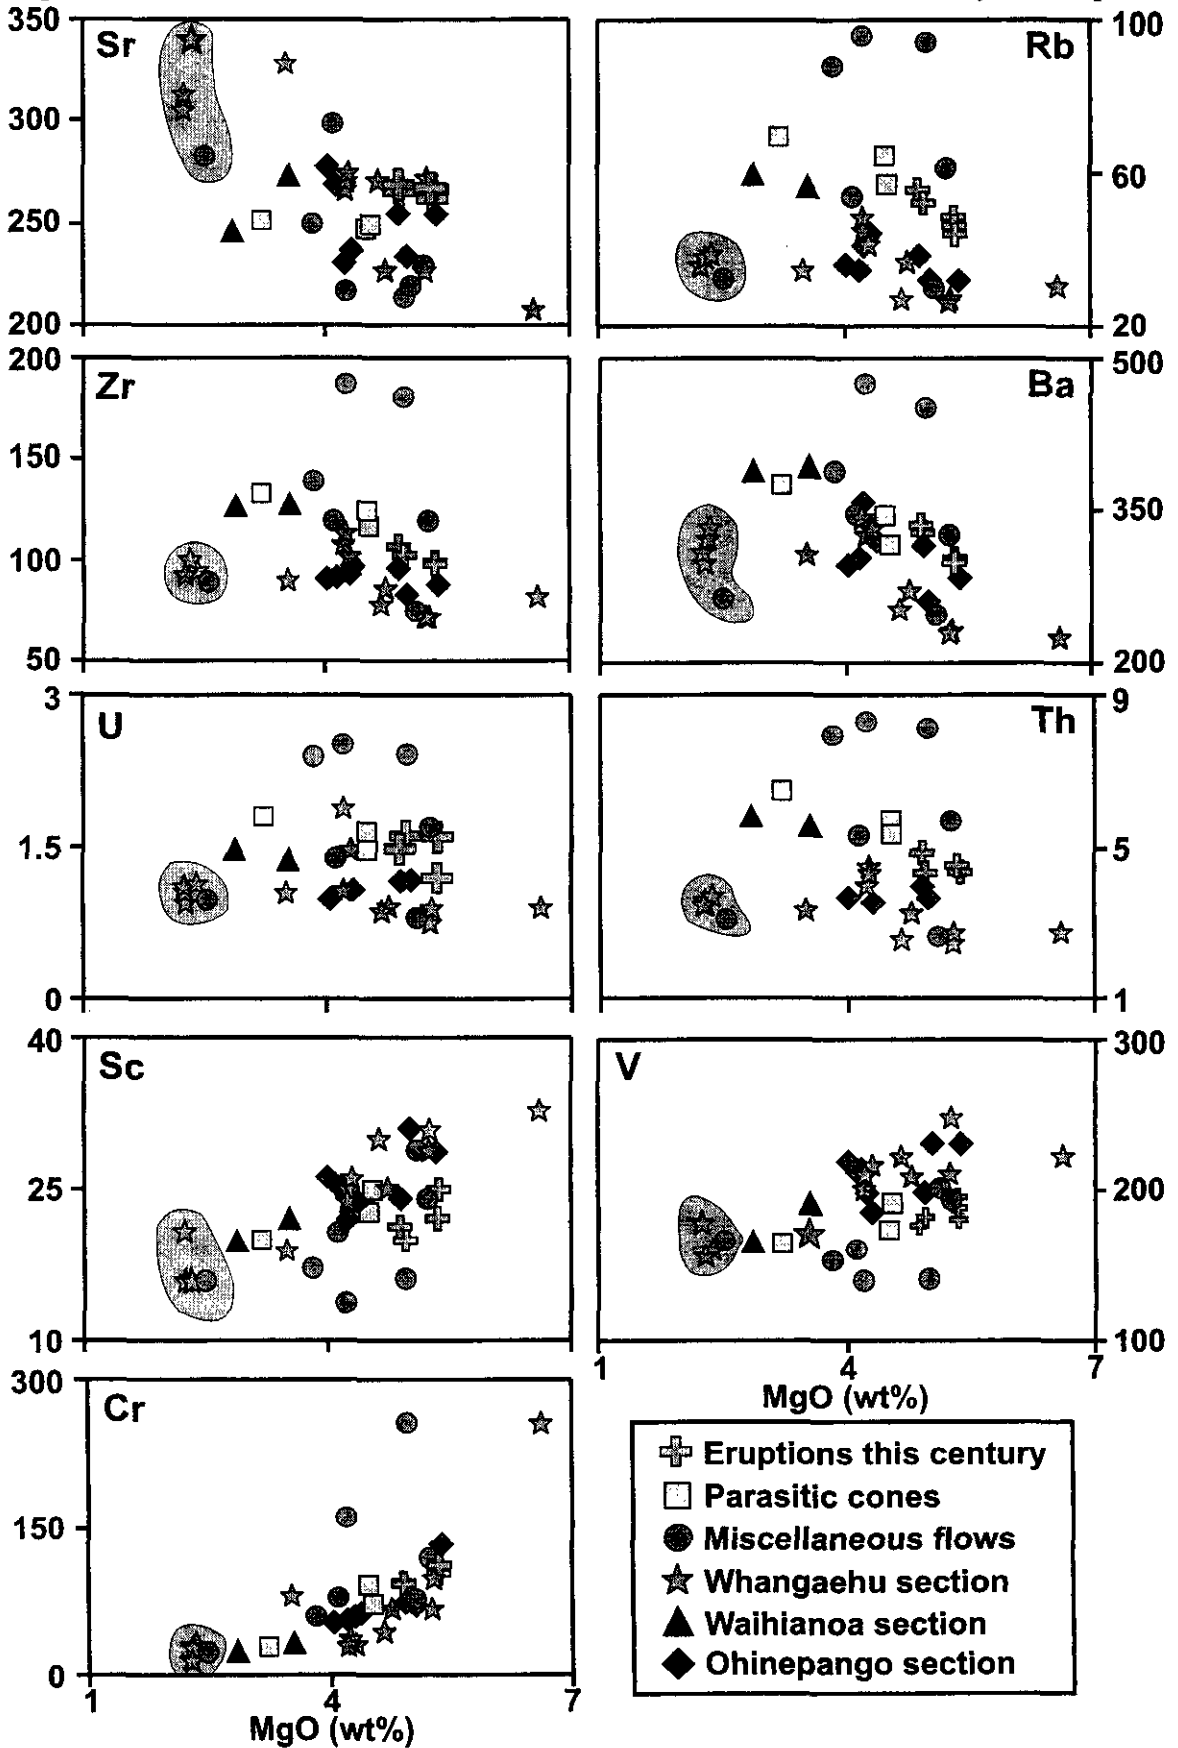 350
Sr
300
250
200
Rb
100
60
20
200
Zr
150
100
50
Ba
500
350
200
3
U
1.5
0
Th
9
5
1
40
Sc
25
10
V
300
200
100
1 4 7
MgO (wt%)
300
Cr
150
0
1 4 7
MgO (wt%)
Eruptions this century
Parasitic cones
Miscellaneous flows
Whangaehu section
Waihianoa section
Ohinepango section